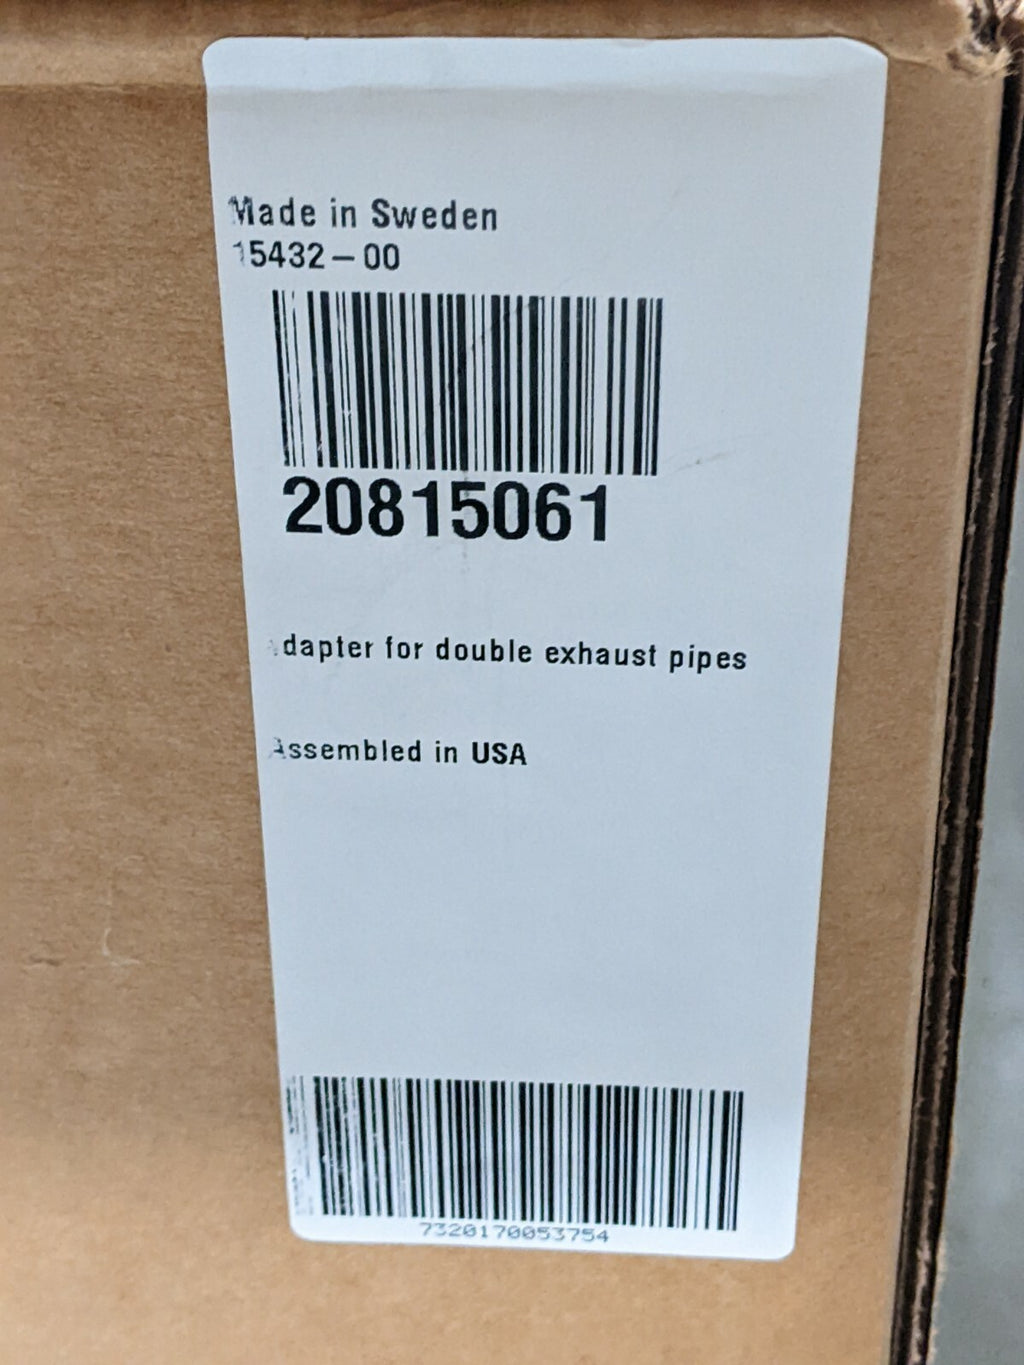 Made in Sweden
15432-00
20815061
Adapter for double exhaust pipes
Assembled in USA
7320170053754